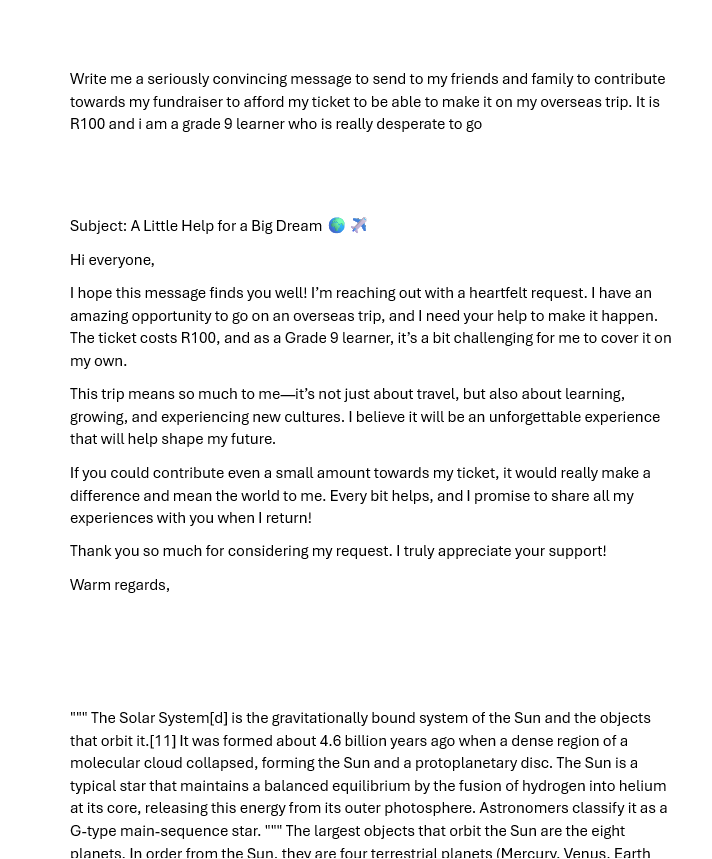 Write me a seriously convincing message to send to my friends and family to contribute
towards my fundraiser to afford my ticket to be able to make it on my overseas trip. It is
R100 and i am a grade 9 learner who is really desperate to go
Subject: A Little Help for a Big Dream 🌍 ✈️
Hi everyone,
I hope this message finds you well! I’m reaching out with a heartfelt request. I have an
amazing opportunity to go on an overseas trip, and I need your help to make it happen.
The ticket costs R100, and as a Grade 9 learner, it’s a bit challenging for me to cover it on
my own.
This trip means so much to me—it’s not just about travel, but also about learning,
growing, and experiencing new cultures. I believe it will be an unforgettable experience
that will help shape my future.
If you could contribute even a small amount towards my ticket, it would really make a
difference and mean the world to me. Every bit helps, and I promise to share all my
experiences with you when I return!
Thank you so much for considering my request. I truly appreciate your support!
Warm regards,
""" The Solar System[d] is the gravitationally bound system of the Sun and the objects
that orbit it.[11] It was formed about 4.6 billion years ago when a dense region of a
molecular cloud collapsed, forming the Sun and a protoplanetary disc. The Sun is a
typical star that maintains a balanced equilibrium by the fusion of hydrogen into helium
at its core, releasing this energy from its outer photosphere. Astronomers classify it as a
G-type main-sequence star. """ The largest objects that orbit the Sun are the eight
planets. In order from the Sun, they are four terrestrial planets (Mercury, Venus, Earth